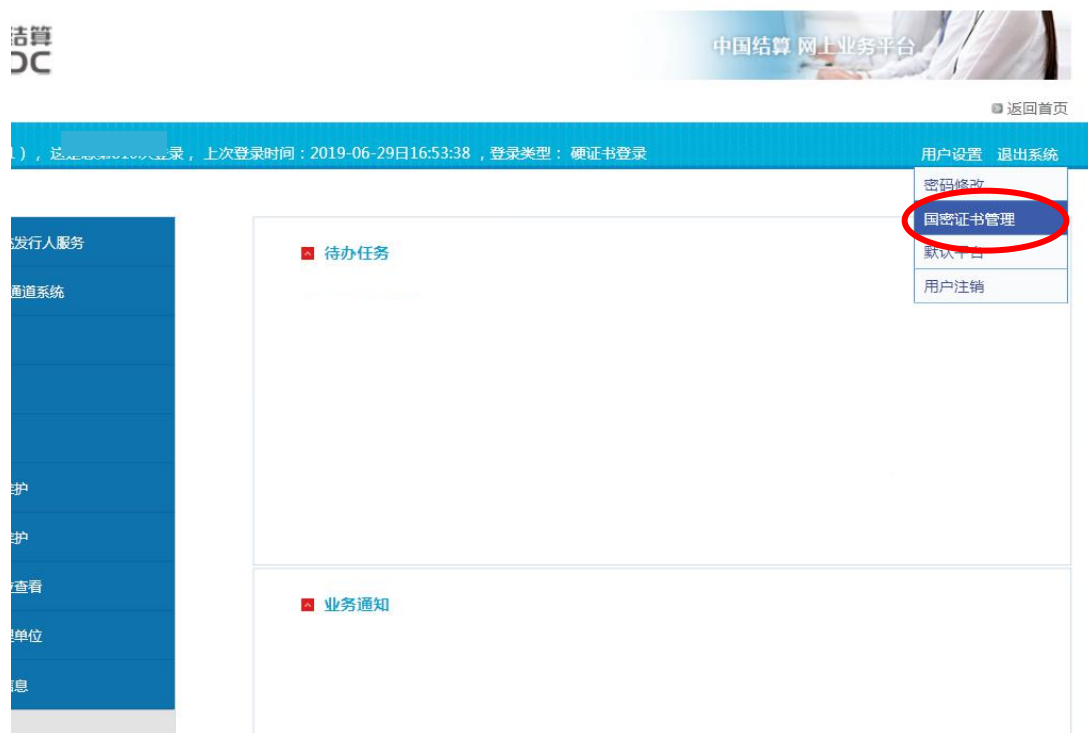 结算
中国结算 网上业务平台
返回首页
上次登录时间：2019-06-29日16:53:38 ，登录类型： 硬证书登录
用户设置 退出系统
密码修改
国密证书管理
默认平台
用户注销
发行人服务
通道系统
护
护
查看
单位
息
待办任务
业务通知